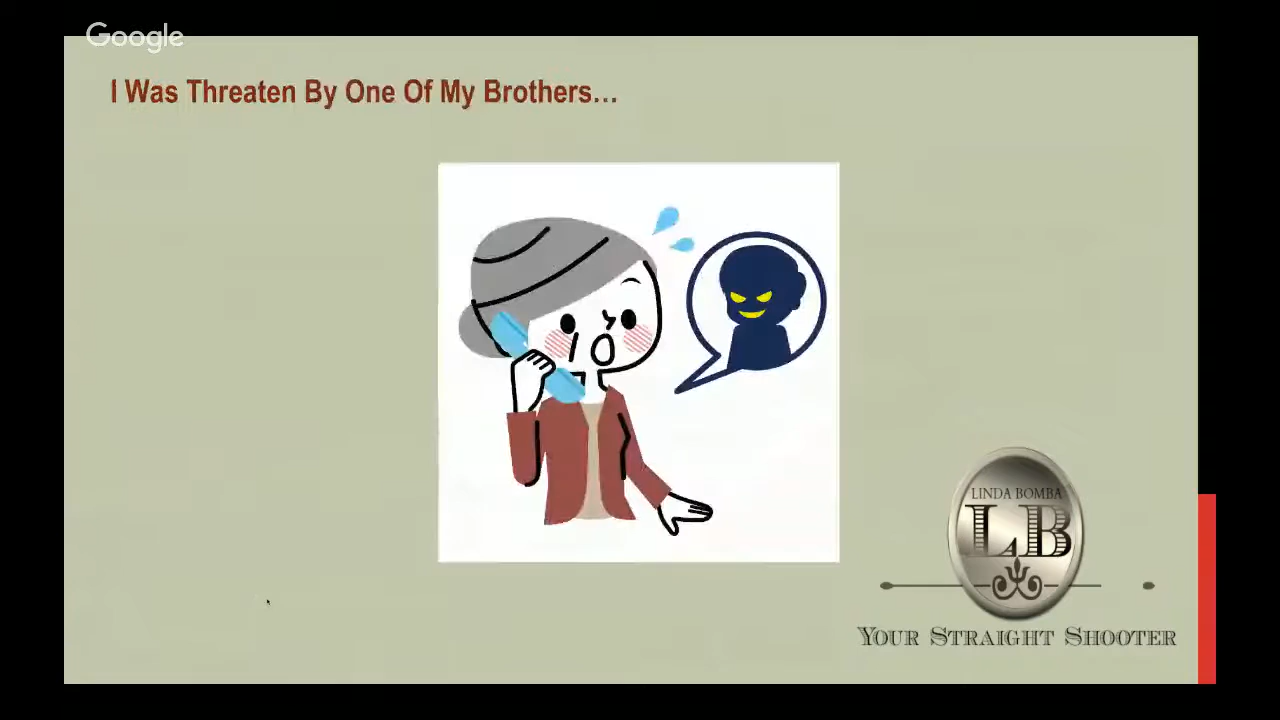 Google
I Was Threaten By One Of My Brothers...
LINDA BOMBA
LB
YOUR STRAIGHT SHOOTER